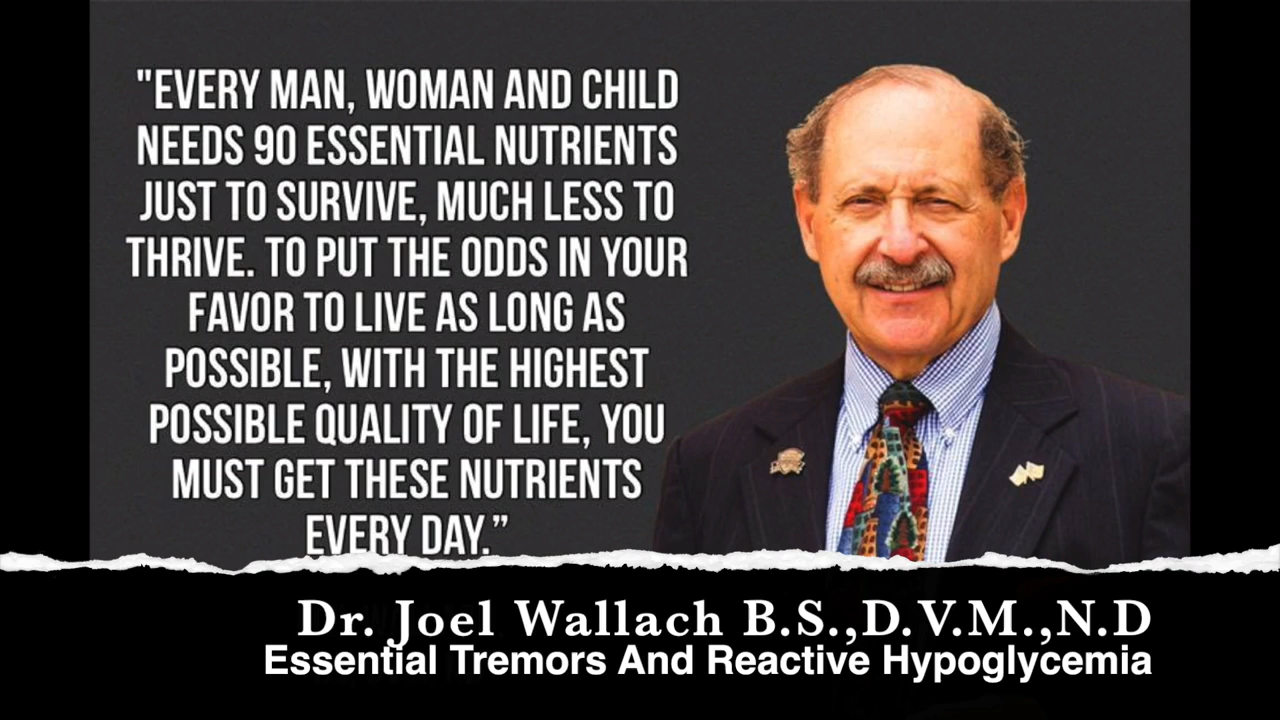 "EVERY MAN, WOMAN AND CHILD
NEEDS 90 ESSENTIAL NUTRIENTS
JUST TO SURVIVE, MUCH LESS TO
THRIVE. TO PUT THE ODDS IN YOUR
FAVOR TO LIVE AS LONG AS
POSSIBLE, WITH THE HIGHEST
POSSIBLE QUALITY OF LIFE, YOU
MUST GET THESE NUTRIENTS
EVERY DAY.”
Dr. Joel Wallach B.S.,D.V.M.,N.D
Essential Tremors And Reactive Hypoglycemia